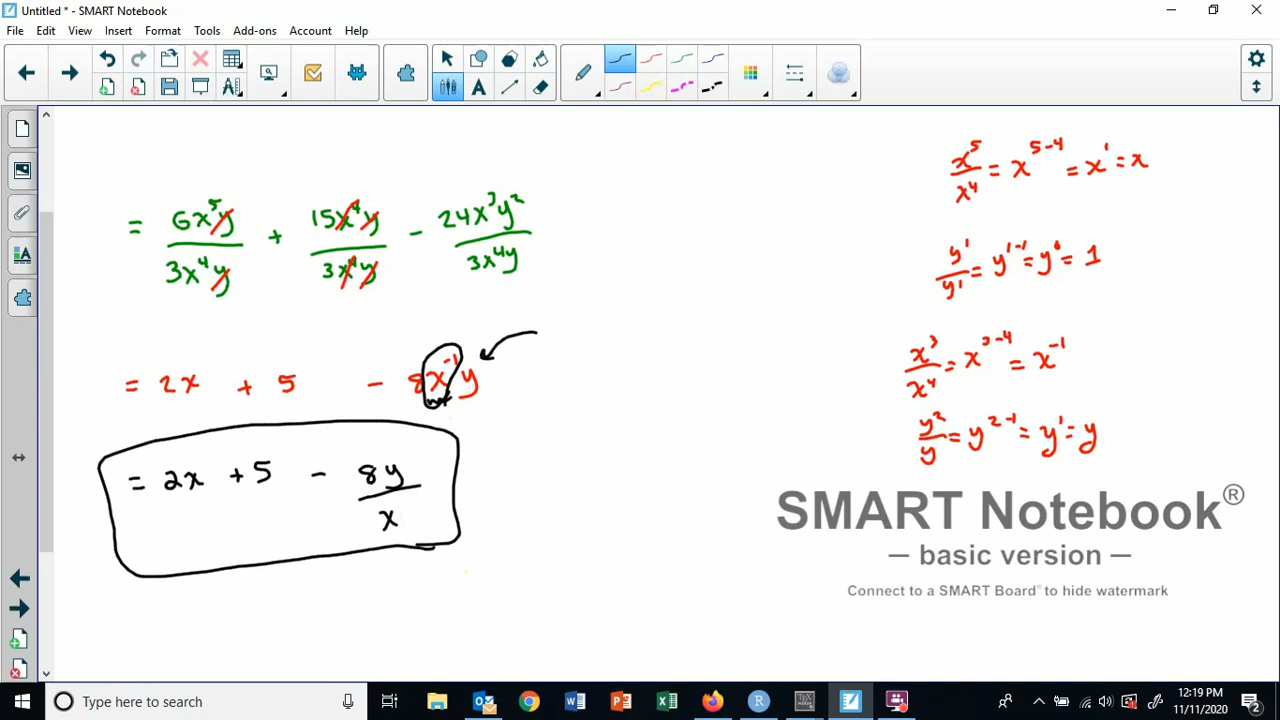 Untitled * - SMART Notebook
File Edit View Insert Format Tools Add-ons Account Help
= 6x⁵y/3x⁴y + 15x⁴y/3x⁴y - 24x³y²/3x⁴y
= 2x + 5 - 8x⁻¹y
= 2x + 5 - 8y/x
x⁵/x⁴ = x⁵⁻⁴ = x¹ = x
y¹/y¹ = y¹⁻¹ = y⁰ = 1
x³/x⁴ = x³⁻⁴ = x⁻¹
y²/y = y²⁻¹ = y¹ = y
SMART Notebook®
— basic version —
Connect to a SMART Board® to hide watermark
Type here to search
12:19 PM
11/11/2020
2